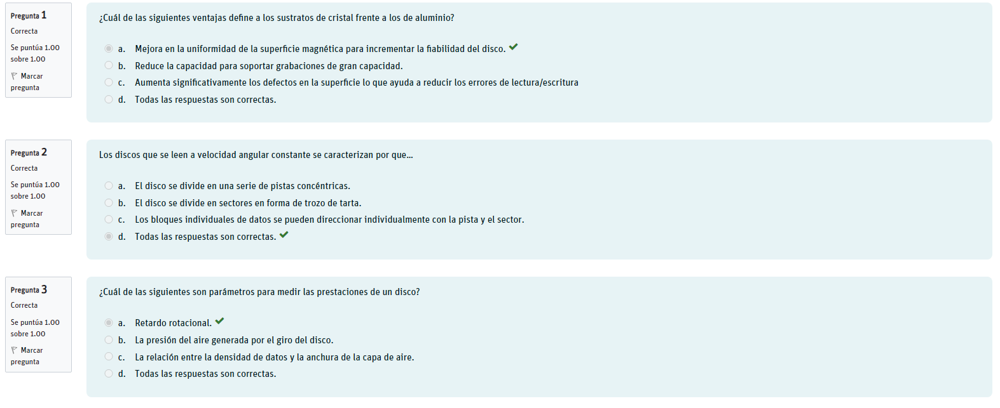 Pregunta 1
Correcta
Se puntúa 1.00
sobre 1.00
Marcar
pregunta
¿Cuál de las siguientes ventajas define a los sustratos de cristal frente a los de aluminio?
a. Mejora en la uniformidad de la superficie magnética para incrementar la fiabilidad del disco.
b. Reduce la capacidad para soportar grabaciones de gran capacidad.
c. Aumenta significativamente los defectos en la superficie lo que ayuda a reducir los errores de lectura/escritura
d. Todas las respuestas son correctas.
Pregunta 2
Correcta
Se puntúa 1.00
sobre 1.00
Marcar
pregunta
Los discos que se leen a velocidad angular constante se caracterizan por que...
a. El disco se divide en una serie de pistas concéntricas.
b. El disco se divide en sectores en forma de trozo de tarta.
c. Los bloques individuales de datos se pueden direccionar individualmente con la pista y el sector.
d. Todas las respuestas son correctas.
Pregunta 3
Correcta
Se puntúa 1.00
sobre 1.00
Marcar
pregunta
¿Cuál de las siguientes son parámetros para medir las prestaciones de un disco?
a. Retardo rotacional.
b. La presión del aire generada por el giro del disco.
c. La relación entre la densidad de datos y la anchura de la capa de aire.
d. Todas las respuestas son correctas.